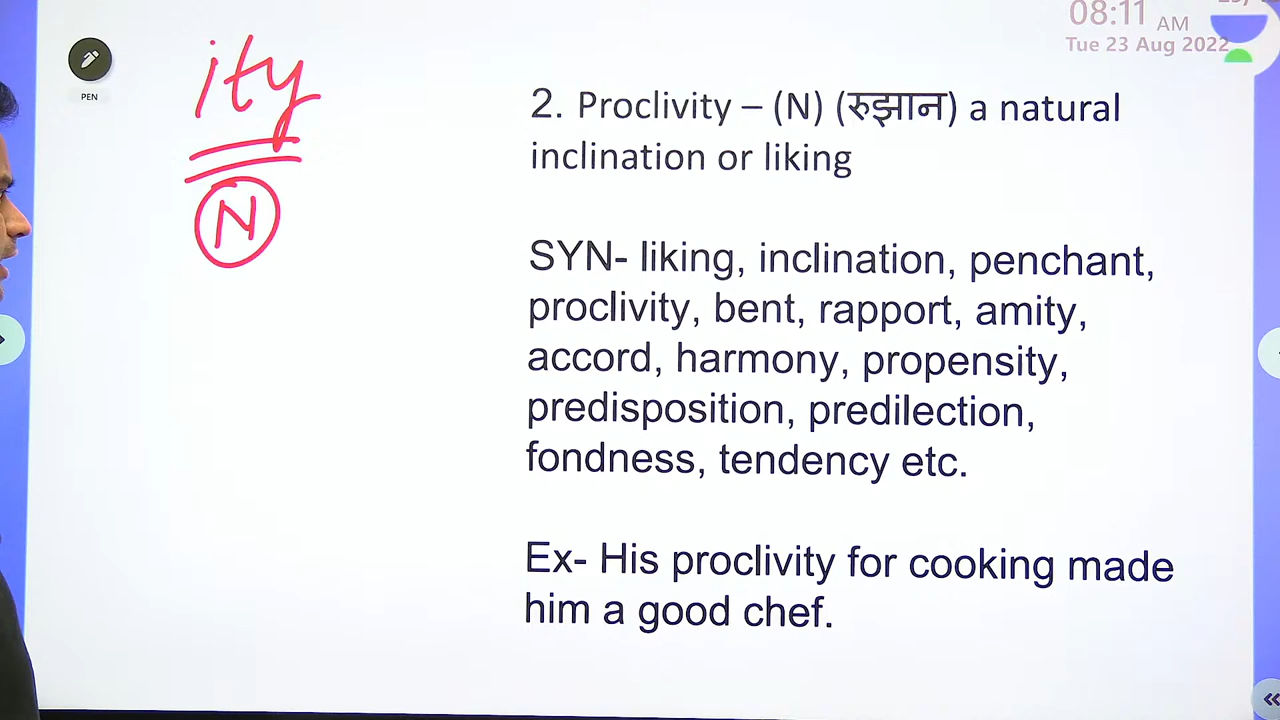 08:11 AM
Tue 23 Aug 2022
PEN
ity
N
2. Proclivity – (N) (रुझान) a natural
inclination or liking
SYN- liking, inclination, penchant,
proclivity, bent, rapport, amity,
accord, harmony, propensity,
predisposition, predilection,
fondness, tendency etc.
Ex- His proclivity for cooking made
him a good chef.